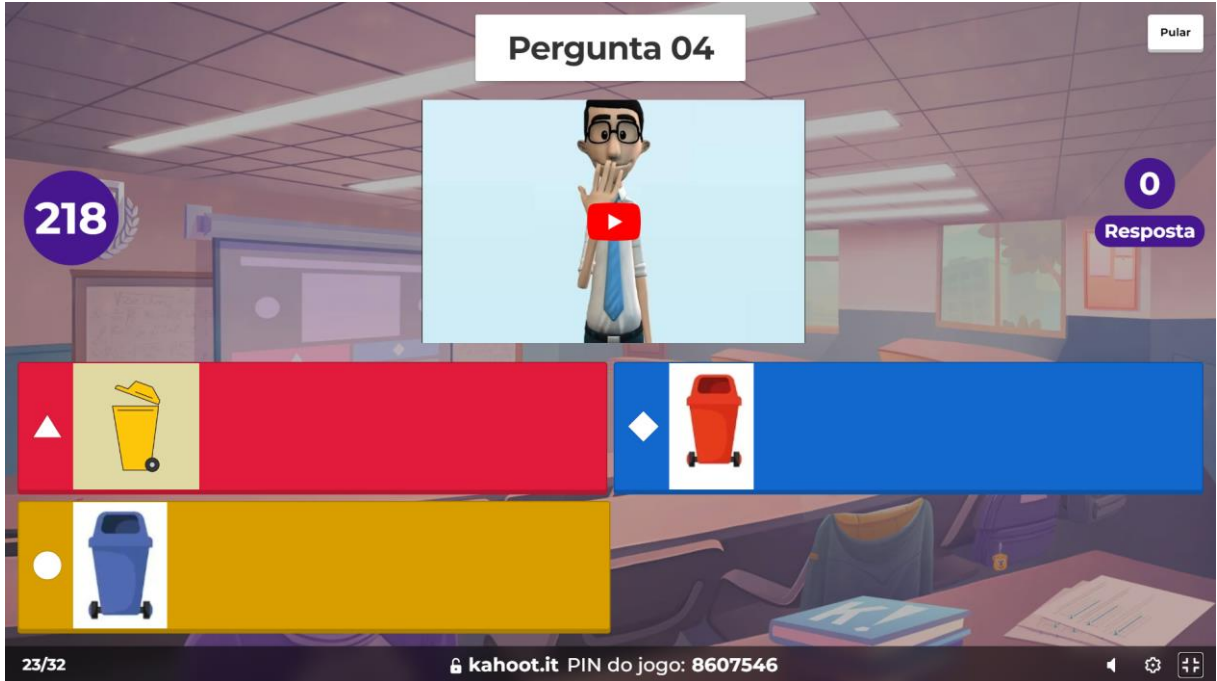 Pergunta 04
Pular
218
0
Resposta
K!
23/32
kahoot.it PIN do jogo: 8607546